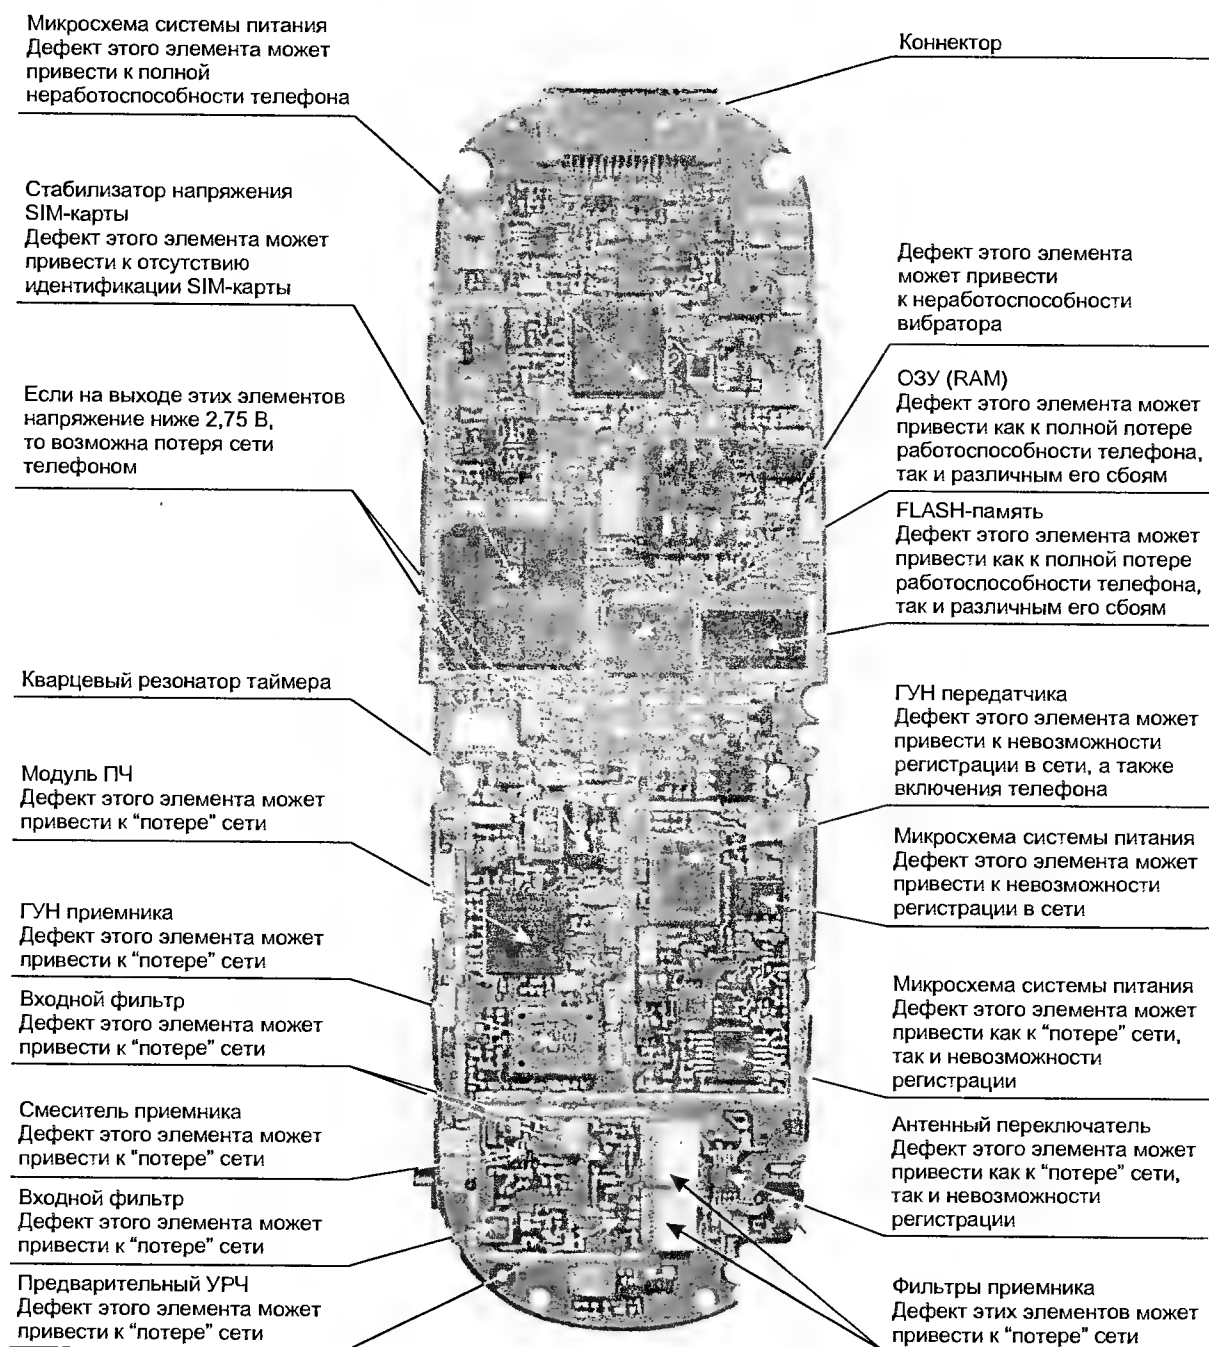 Микросхема системы питания
Дефект этого элемента может
привести к полной
неработоспособности телефона
Стабилизатор напряжения
SIM-карты
Дефект этого элемента может
привести к отсутствию
идентификации SIM-карты
Если на выходе этих элементов
напряжение ниже 2,75 В,
то возможна потеря сети
телефоном
Кварцевый резонатор таймера
Модуль ПЧ
Дефект этого элемента может
привести к “потере” сети
ГУН приемника
Дефект этого элемента может
привести к “потере” сети
Входной фильтр
Дефект этого элемента может
привести к “потере” сети
Смеситель приемника
Дефект этого элемента может
привести к “потере” сети
Входной фильтр
Дефект этого элемента может
привести к “потере” сети
Предварительный УРЧ
Дефект этого элемента может
привести к “потере” сети
Коннектор
Дефект этого элемента
может привести
к неработоспособности
вибратора
ОЗУ (RAM)
Дефект этого элемента может
привести как к полной потере
работоспособности телефона,
так и различным его сбоям
FLASH-память
Дефект этого элемента может
привести как к полной потере
работоспособности телефона,
так и различным его сбоям
ГУН передатчика
Дефект этого элемента может
привести к невозможности
регистрации в сети, а также
включения телефона
Микросхема системы питания
Дефект этого элемента может
привести к невозможности
регистрации в сети
Микросхема системы питания
Дефект этого элемента может
привести как к “потере” сети,
так и невозможности
регистрации
Антенный переключатель
Дефект этого элемента может
привести как к “потере” сети,
так и невозможности
регистрации
Фильтры приемника
Дефект этих элементов может
привести к “потере” сети